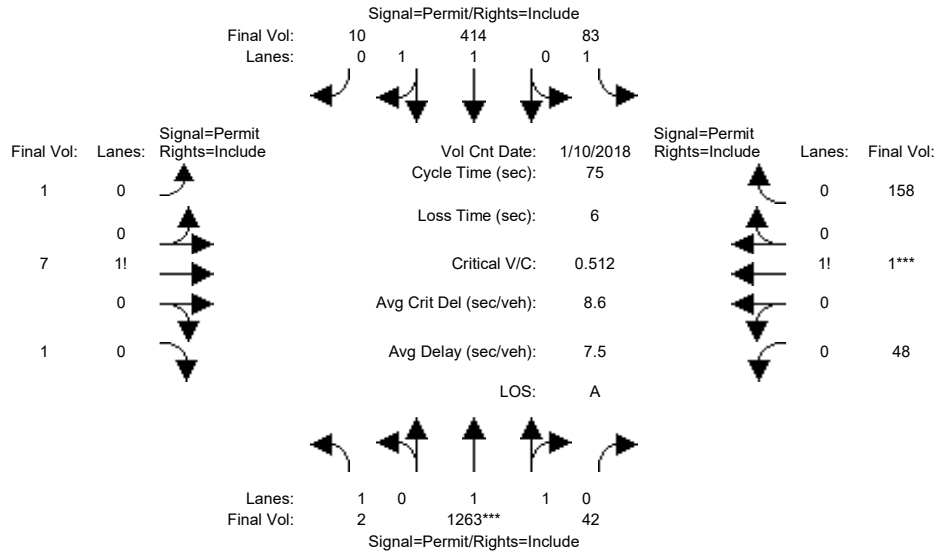 Signal=Permit/Rights=Include
Final Vol: 10 414 83
Lanes: 0 1 1 0 1
Signal=Permit
Final Vol: Lanes: Rights=Include
Vol Cnt Date: 1/10/2018
Signal=Permit
Rights=Include Lanes: Final Vol:
Cycle Time (sec): 75
1 0
0 158
Loss Time (sec): 6
0
0
7 1!
Critical V/C: 0.512
1! 1***
0
Avg Crit Del (sec/veh): 8.6
0
1 0
Avg Delay (sec/veh): 7.5
0 48
LOS: A
Lanes: 1 0 1 1 0
Final Vol: 2 1263*** 42
Signal=Permit/Rights=Include